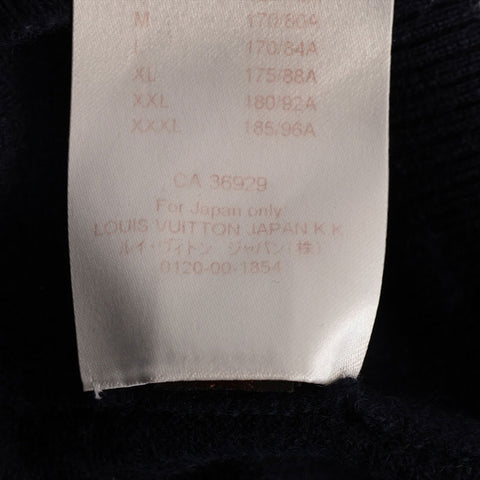 M 170/80A
L 170/84A
XL 175/88A
XXL 180/92A
XXXL 185/96A
CA 36929
For Japan only
LOUIS VUITTON JAPAN K K
ルイ・ヴィトン ジャパン(株)
0120-00-1854